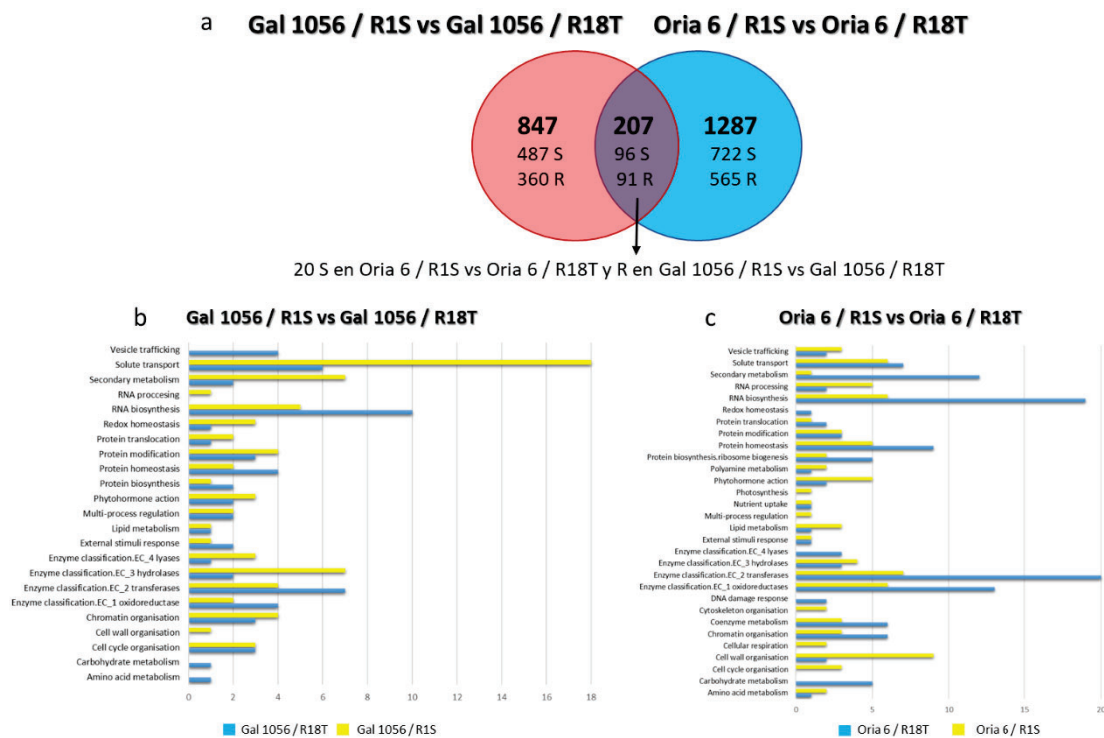 a
Gal 1056 / R1S vs Gal 1056 / R18T
Oria 6 / R1S vs Oria 6 / R18T
847
487 S
360 R
207
96 S
91 R
1287
722 S
565 R
20 S en Oria 6 / R1S vs Oria 6 / R18T y R en Gal 1056 / R1S vs Gal 1056 / R18T
b
Gal 1056 / R1S vs Gal 1056 / R18T
Vesicle trafficking
Solute transport
Secondary metabolism
RNA proccesing
RNA biosynthesis
Redox homeostasis
Protein translocation
Protein modification
Protein homeostasis
Protein biosynthesis
Phytohormone action
Multi-process regulation
Lipid metabolism
External stimuli response
Enzyme classification.EC_4 lyases
Enzyme classification.EC_3 hydrolases
Enzyme classification.EC_2 transferases
Enzyme classification.EC_1 oxidoreductase
Chromatin organisation
Cell wall organisation
Cell cycle organisation
Carbohydrate metabolism
Amino acid metabolism
0 2 4 6 8 10 12 14 16 18
Gal 1056 / R18T
Gal 1056 / R1S
c
Oria 6 / R1S vs Oria 6 / R18T
Vesicle trafficking
Solute transport
Secondary metabolism
RNA processing
RNA biosynthesis
Redox homeostasis
Protein translocation
Protein modification
Protein homeostasis
Protein biosynthesis.ribosome biogenesis
Polyamine metabolism
Phytohormone action
Photosynthesis
Nutrient uptake
Multi-process regulation
Lipid metabolism
External stimuli response
Enzyme classification.EC_4 lyases
Enzyme classification.EC_3 hydrolases
Enzyme classification.EC_2 transferases
Enzyme classification.EC_1 oxidoreductases
DNA damage response
Cytoskeleton organisation
Coenzyme metabolism
Chromatin organisation
Cellular respiration
Cell wall organisation
Cell cycle organisation
Carbohydrate metabolism
Amino acid metabolism
0 5 10 15 20
Oria 6 / R18T
Oria 6 / R1S